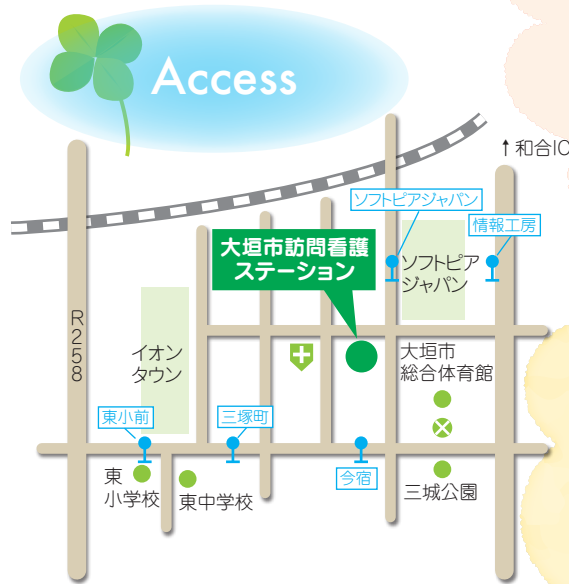 Access
↑和合IC
ソフトピアジャパン
情報工房
大垣市訪問看護
ステーション
ソフトピア
ジャパン
R258
イオン
タウン
大垣市
総合体育館
東小前
三塚町
今宿
東
小学校
東中学校
三城公園